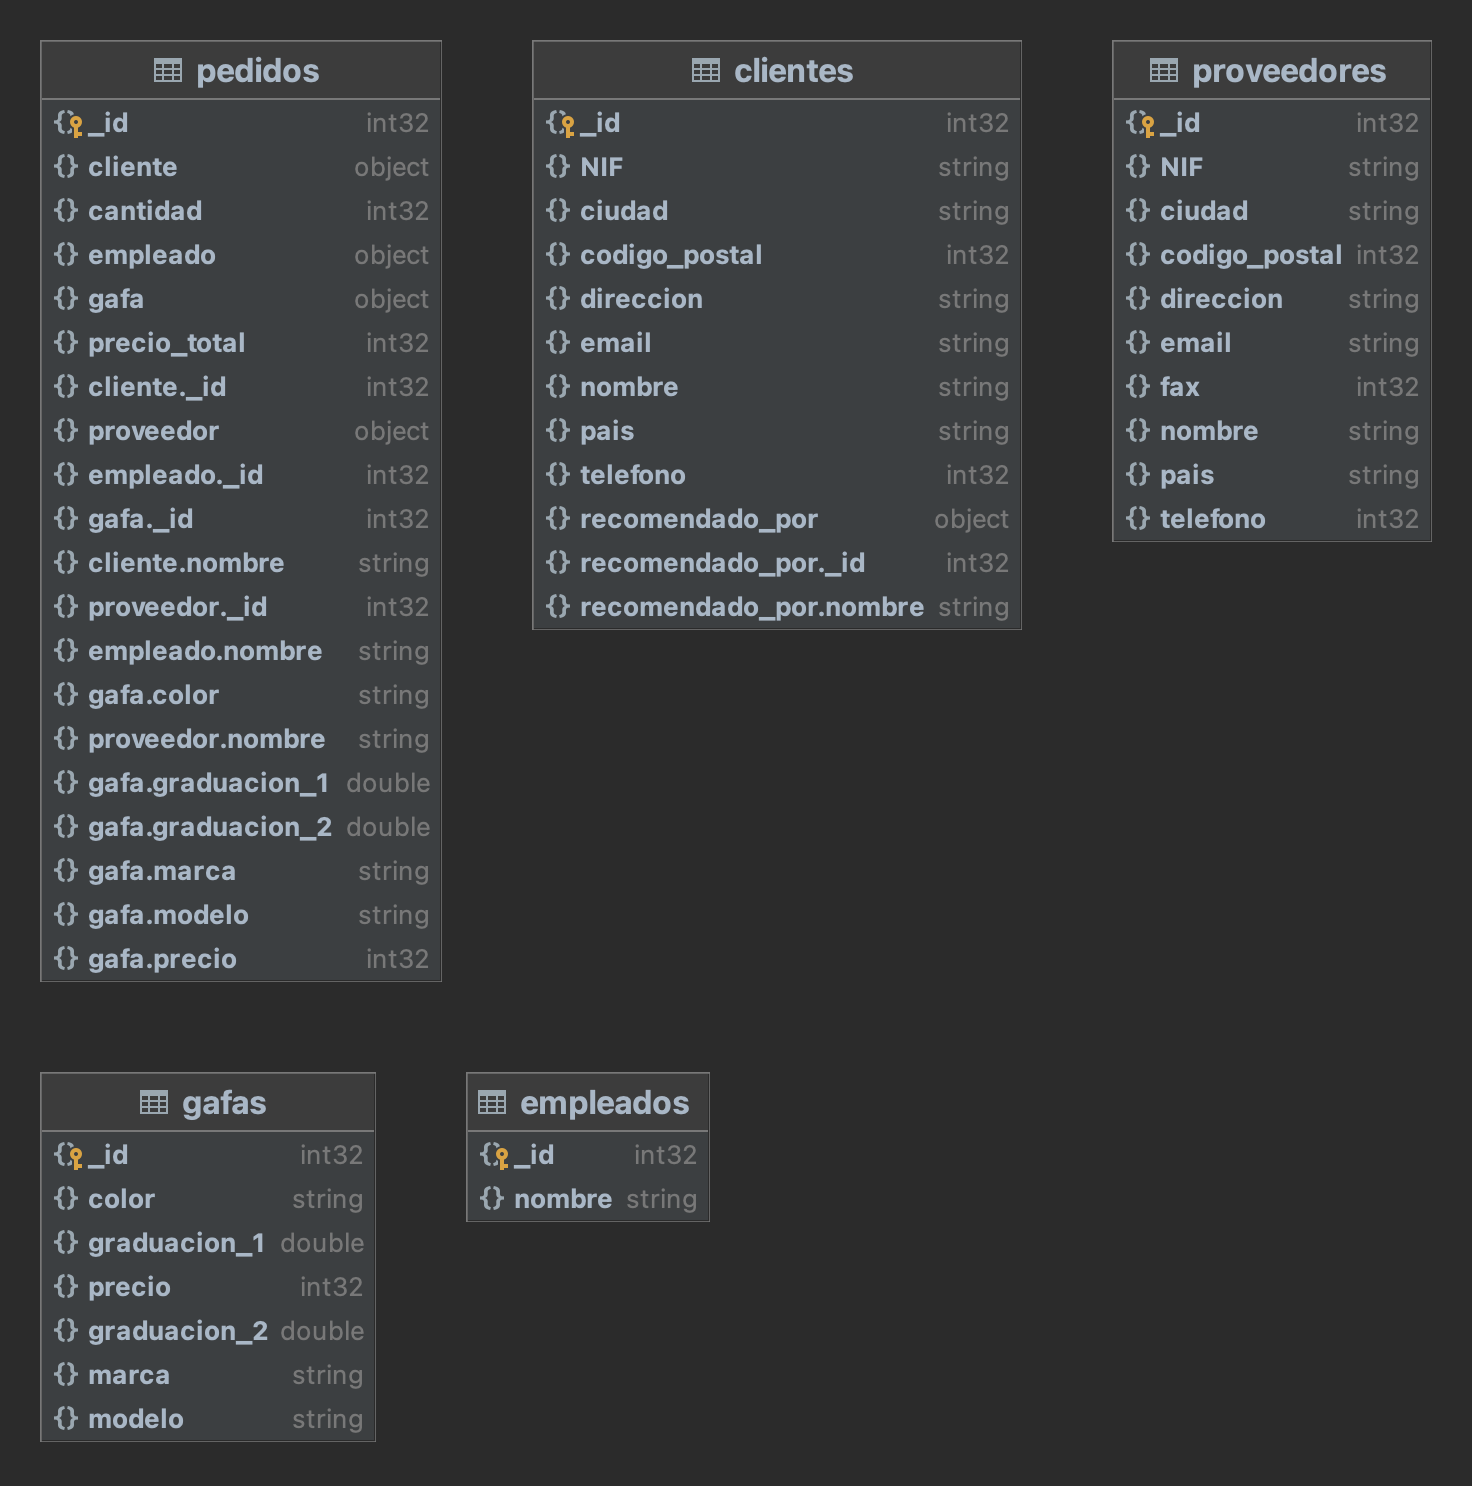 pedidos
_id int32
cliente object
cantidad int32
empleado object
gafa object
precio_total int32
cliente._id int32
proveedor object
empleado._id int32
gafa._id int32
cliente.nombre string
proveedor._id int32
empleado.nombre string
gafa.color string
proveedor.nombre string
gafa.graduacion_1 double
gafa.graduacion_2 double
gafa.marca string
gafa.modelo string
gafa.precio int32
clientes
_id int32
NIF string
ciudad string
codigo_postal int32
direccion string
email string
nombre string
pais string
telefono int32
recomendado_por object
recomendado_por._id int32
recomendado_por.nombre string
proveedores
_id int32
NIF string
ciudad string
codigo_postal int32
direccion string
email string
fax int32
nombre string
pais string
telefono int32
gafas
_id int32
color string
graduacion_1 double
precio int32
graduacion_2 double
marca string
modelo string
empleados
_id int32
nombre string